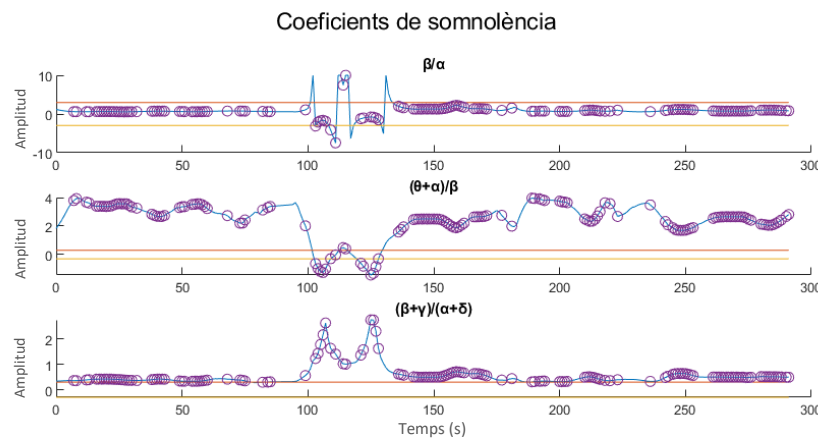 Coeficients de somnolència
β/α
Amplitud
10
0
-10
0 50 100 150 200 250 300
(θ+α)/β
Amplitud
4
2
0
0 50 100 150 200 250 300
(β+γ)/(α+δ)
Amplitud
2
1
0
0 50 100 150 200 250 300
Temps (s)